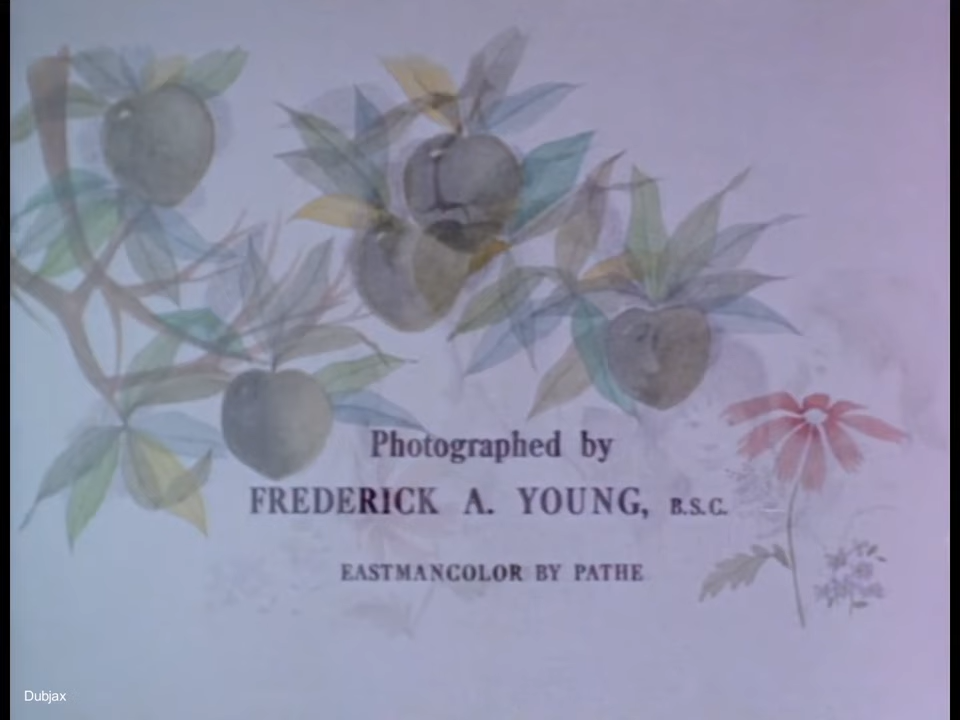 Photographed by
FREDERICK A. YOUNG, B.S.C.
EASTMANCOLOR BY PATHE
Dubjax